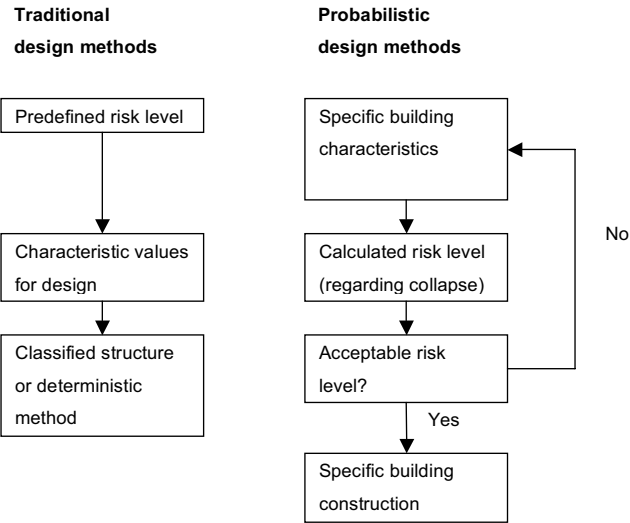 Traditional
design methods
Predefined risk level
Characteristic values
for design
Classified structure
or deterministic
method
Probabilistic
design methods
Specific building
characteristics
Calculated risk level
(regarding collapse)
Acceptable risk
level?
No
Yes
Specific building
construction